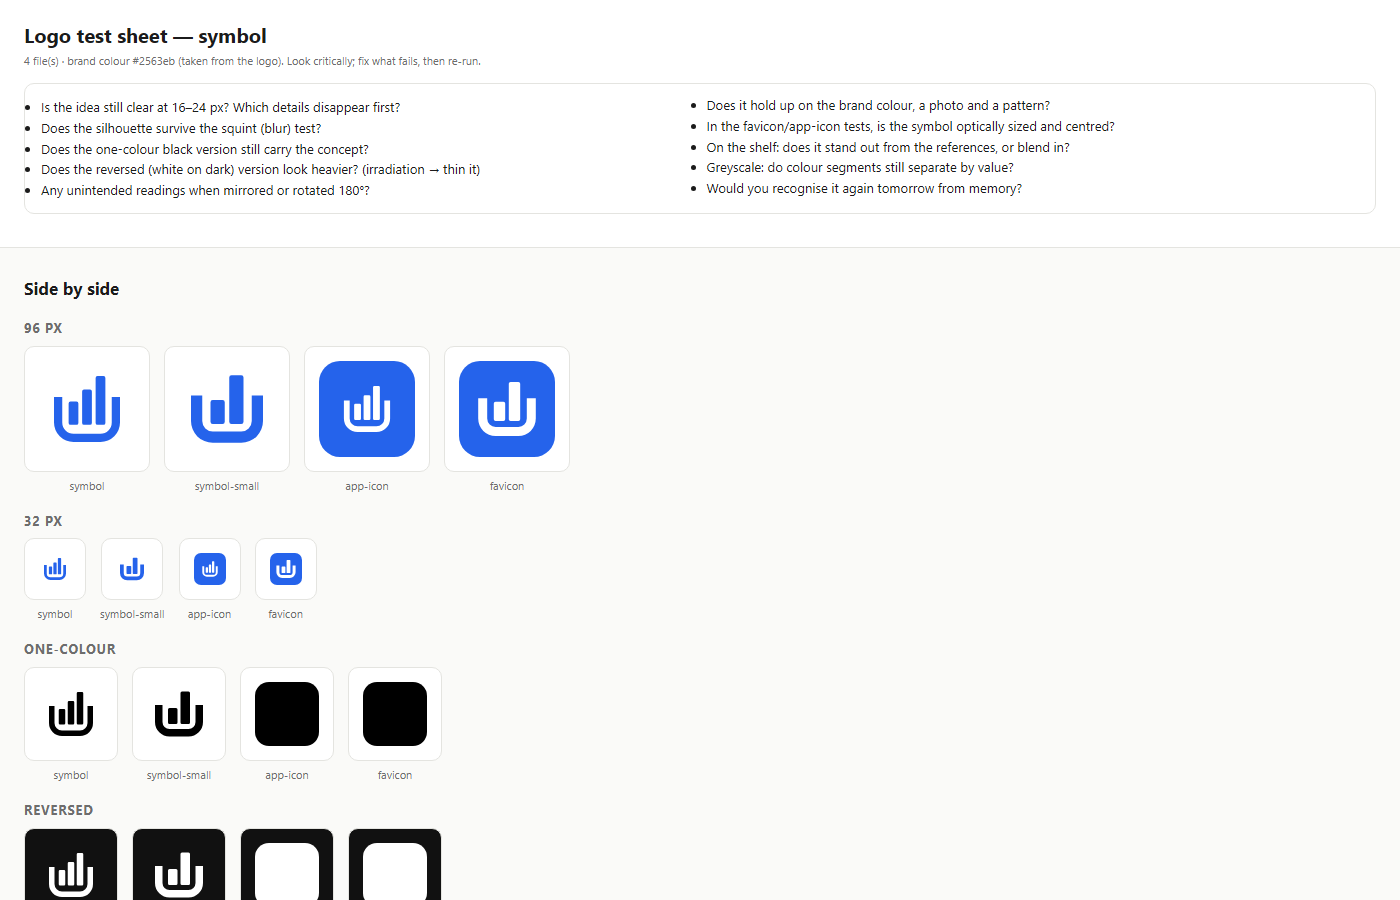 Logo test sheet — symbol
4 file(s) · brand colour #2563eb (taken from the logo). Look critically; fix what fails, then re-run.
Is the idea still clear at 16–24 px? Which details disappear first?
Does the silhouette survive the squint (blur) test?
Does the one-colour black version still carry the concept?
Does the reversed (white on dark) version look heavier? (irradiation → thin it)
Any unintended readings when mirrored or rotated 180°?
Does it hold up on the brand colour, a photo and a pattern?
In the favicon/app-icon tests, is the symbol optically sized and centred?
On the shelf: does it stand out from the references, or blend in?
Greyscale: do colour segments still separate by value?
Would you recognise it again tomorrow from memory?
Side by side
96 PX
symbol symbol-small app-icon favicon
32 PX
symbol symbol-small app-icon favicon
ONE-COLOUR
symbol symbol-small app-icon favicon
REVERSED